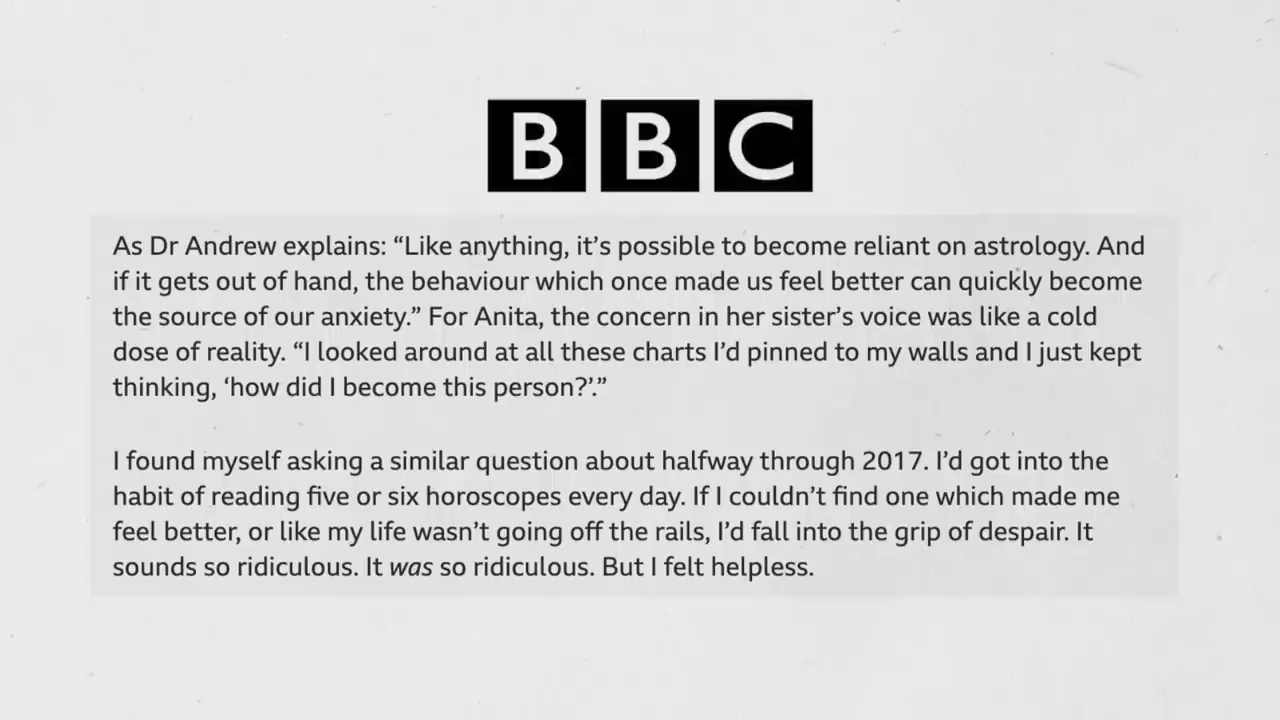 BBC
As Dr Andrew explains: “Like anything, it’s possible to become reliant on astrology. And
if it gets out of hand, the behaviour which once made us feel better can quickly become
the source of our anxiety.” For Anita, the concern in her sister’s voice was like a cold
dose of reality. “I looked around at all these charts I’d pinned to my walls and I just kept
thinking, ‘how did I become this person?’.”
I found myself asking a similar question about halfway through 2017. I’d got into the
habit of reading five or six horoscopes every day. If I couldn’t find one which made me
feel better, or like my life wasn’t going off the rails, I’d fall into the grip of despair. It
sounds so ridiculous. It was so ridiculous. But I felt helpless.